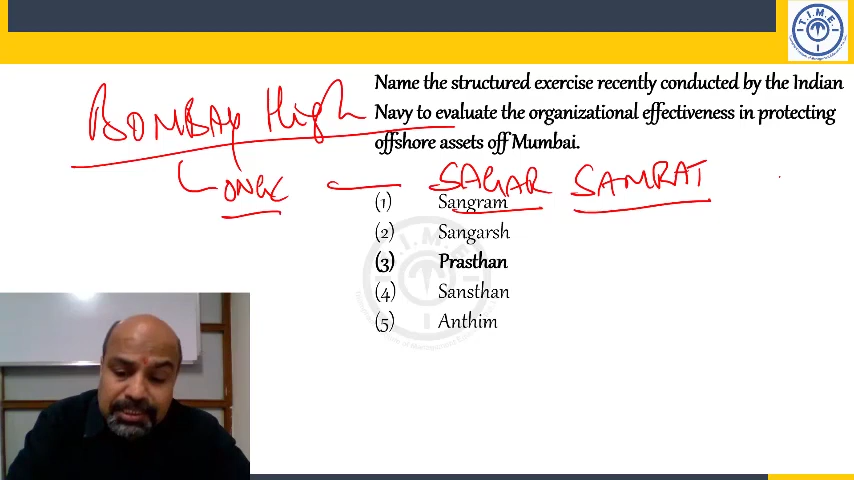 T.I.M.E.
Name the structured exercise recently conducted by the Indian
Navy to evaluate the organizational effectiveness in protecting
offshore assets off Mumbai.
BOMBAY High
ONGC — SAGAR SAMRAT
(1) Sangram
(2) Sangarsh
(3) Prasthan
(4) Sansthan
(5) Anthim